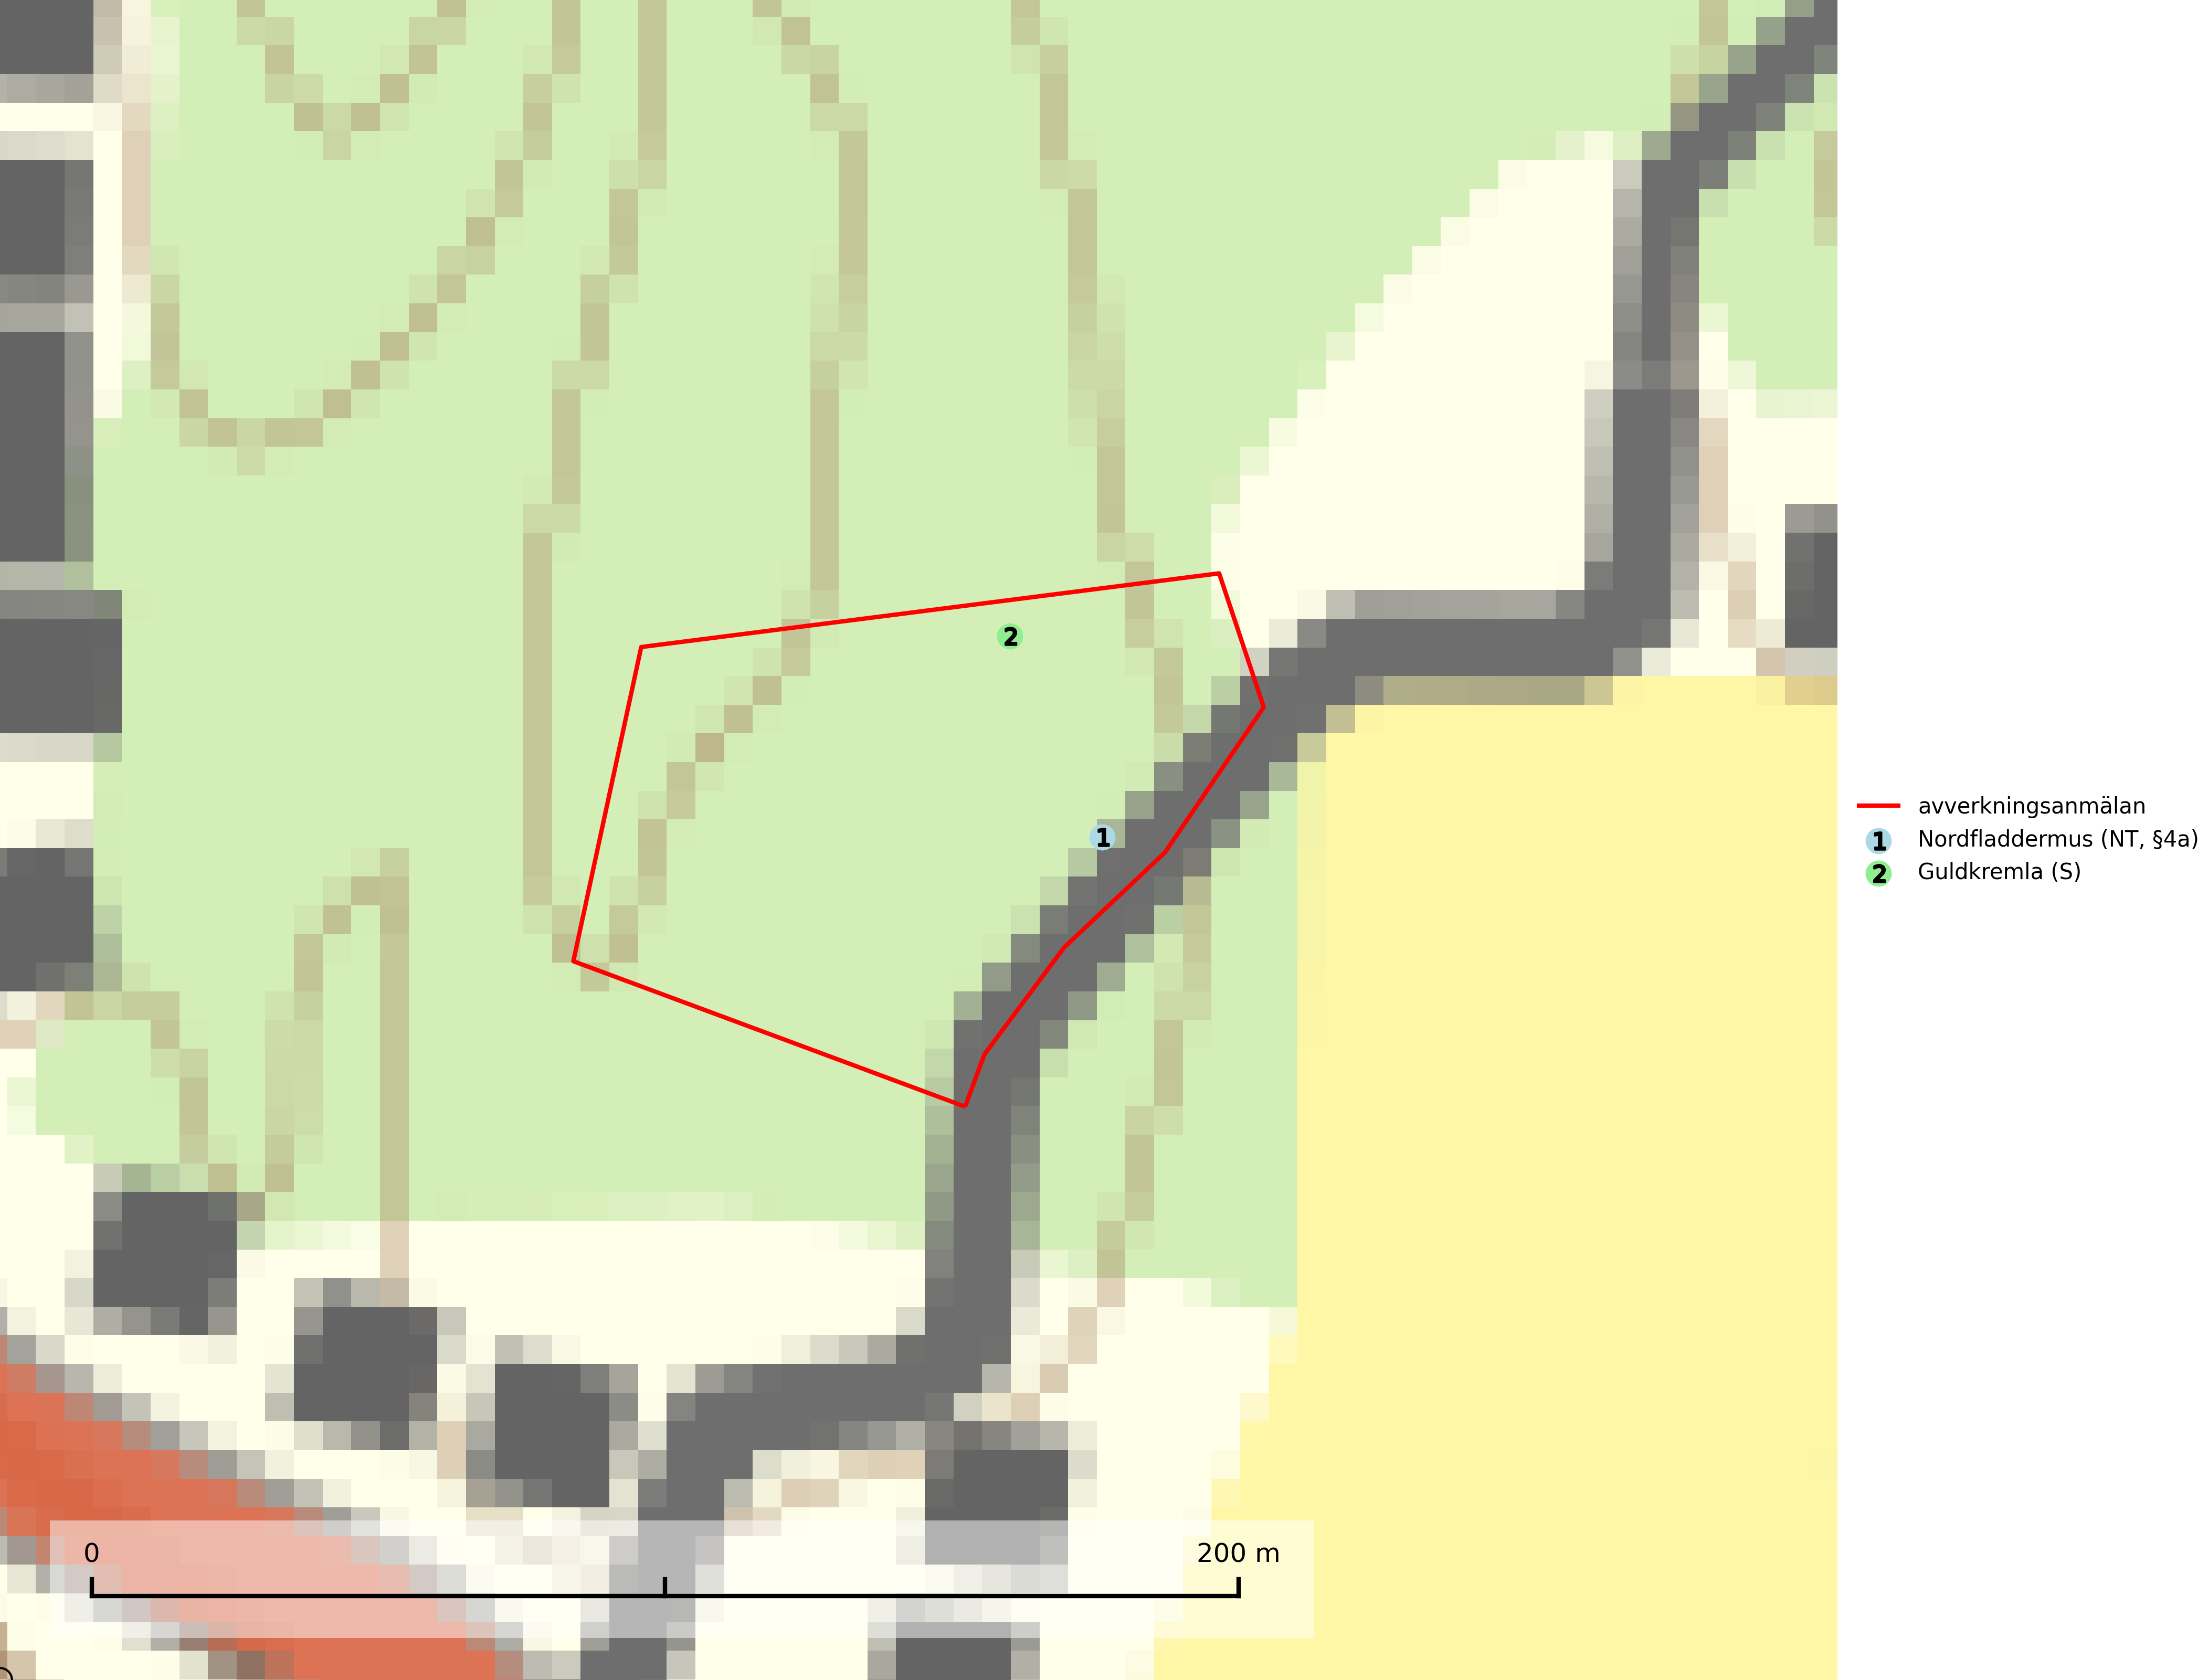 2
1
avverkningsanmälan
1 Nordfladdermus (NT, §4a)
2 Guldkremla (S)
0 200 m